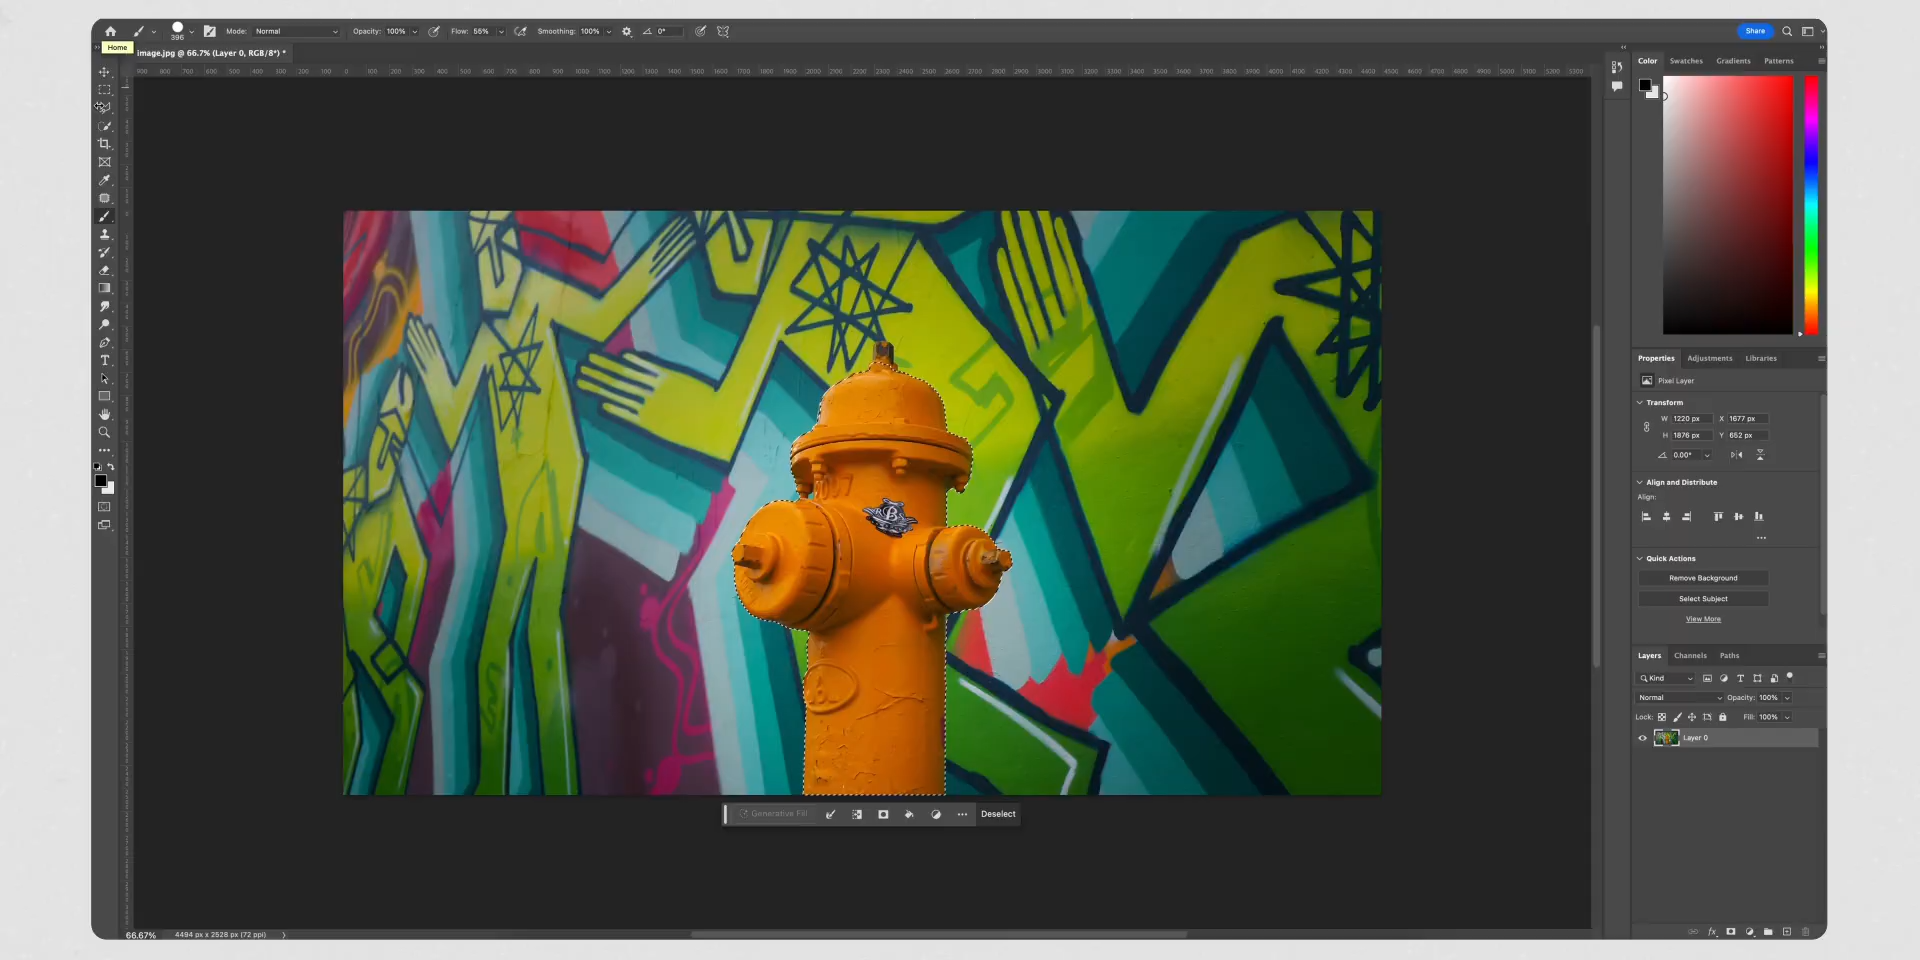 396
Mode: Normal
Opacity: 100%
Flow: 55%
Smoothing: 100%
0°
Share
Home
image.jpg @ 66.7% (Layer 0, RGB/8*) *
Color Swatches Gradients Patterns
Properties Adjustments Libraries
Pixel Layer
Transform
W 1220 px X 1677 px
H 1876 px Y 652 px
0.00°
Align and Distribute
Align:
Quick Actions
Remove Background
Select Subject
View More
Layers Channels Paths
Kind
Normal Opacity: 100%
Lock: Fill: 100%
Layer 0
Generative Fill
Deselect
66.67% 4494 px x 2528 px (72 ppi)